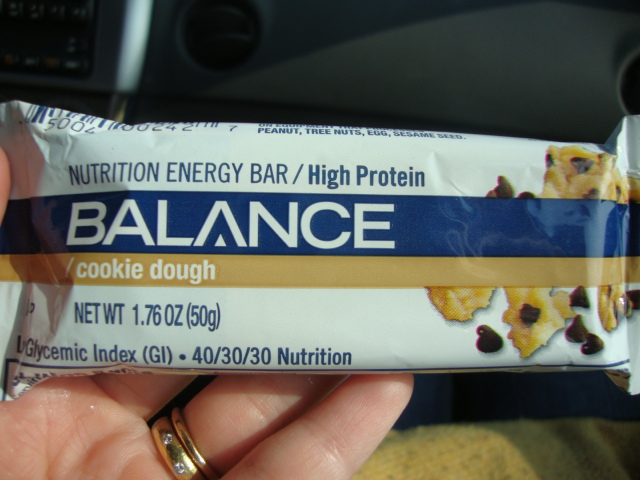 PEANUT, TREE NUTS, EGG, SESAME SEED.
NUTRITION ENERGY BAR / High Protein
BALANCE
/ cookie dough
NET WT 1.76 OZ (50g)
Glycemic Index (GI) • 40/30/30 Nutrition